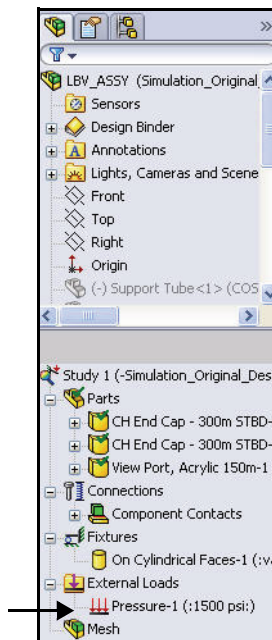 LBV_ASSY (Simulation_Original_
Sensors
Design Binder
Annotations
Lights, Cameras and Scene
Front
Top
Right
Origin
(-) Support Tube<1> (COS
Study 1 (-Simulation_Original_Des
Parts
CH End Cap - 300m STBD-
CH End Cap - 300m STBD-
View Port, Acrylic 150m-1
Connections
Component Contacts
Fixtures
On Cylindrical Faces-1 (:va
External Loads
Pressure-1 (:1500 psi:)
Mesh